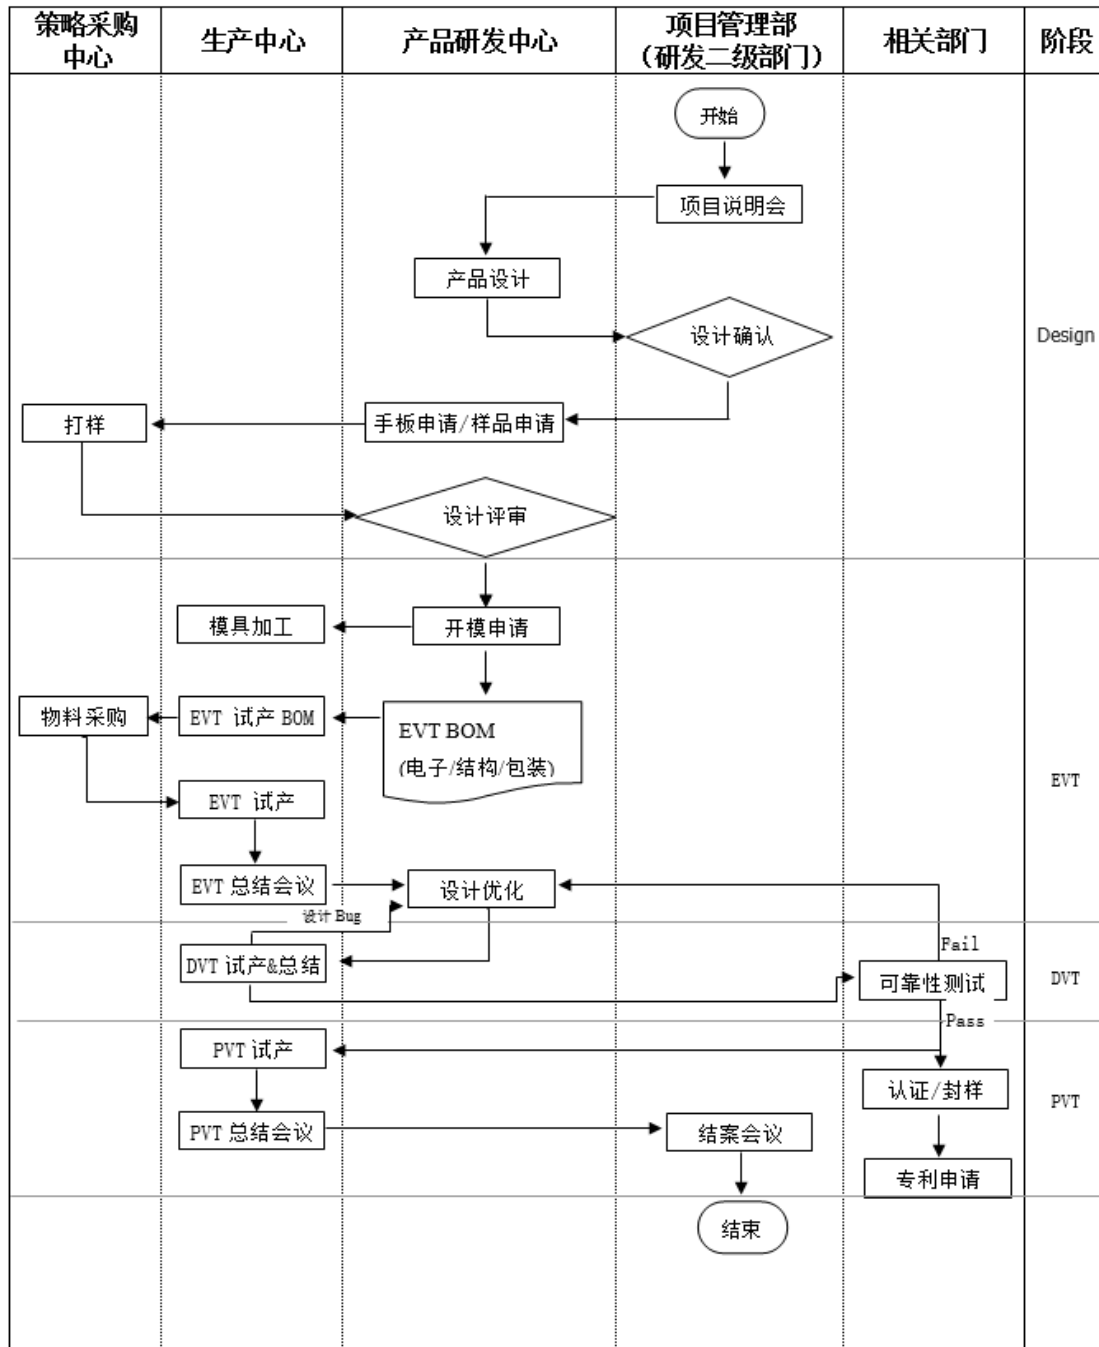 策略采购
中心
生产中心
产品研发中心
项目管理部
（研发二级部门）
相关部门
阶段
开始
项目说明会
产品设计
设计确认
Design
打样
手板申请/样品申请
设计评审
模具加工
开模申请
物料采购
EVT 试产 BOM
EVT BOM
(电子/结构/包装)
EVT 试产
EVT
EVT 总结会议
设计优化
设计 Bug
Fail
DVT 试产&总结
可靠性测试
DVT
Pass
PVT 试产
认证/封样
PVT
PVT 总结会议
结案会议
专利申请
结束